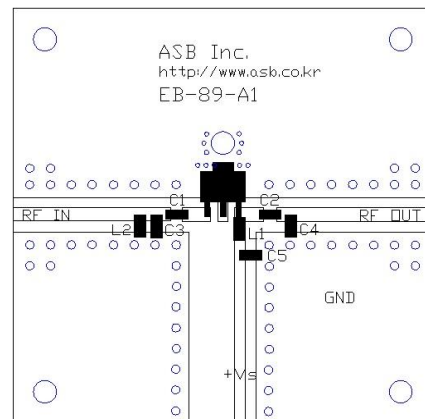 ASB Inc.
http://www.asb.co.kr
EB-89-A1
C1
C2
RF IN
RF OUT
L2
C3
L1
C4
C5
GND
+Vs